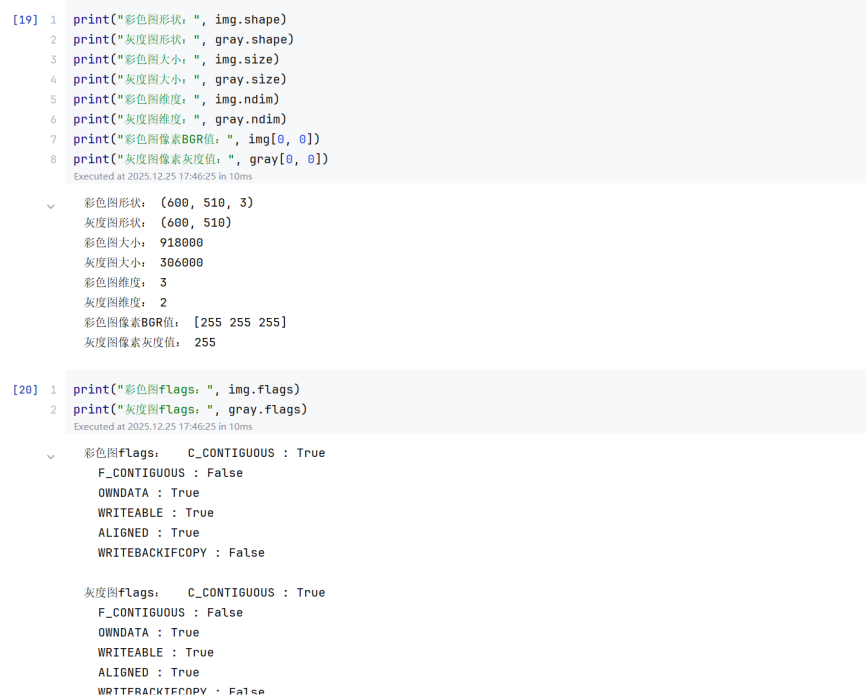 [19] 1 print("彩色图形状：", img.shape)
2 print("灰度图形状：", gray.shape)
3 print("彩色图大小：", img.size)
4 print("灰度图大小：", gray.size)
5 print("彩色图维度：", img.ndim)
6 print("灰度图维度：", gray.ndim)
7 print("彩色图像素BGR值：", img[0, 0])
8 print("灰度图像素灰度值：", gray[0, 0])
Executed at 2025.12.25 17:46:25 in 10ms
彩色图形状： (600, 510, 3)
灰度图形状： (600, 510)
彩色图大小： 918000
灰度图大小： 306000
彩色图维度： 3
灰度图维度： 2
彩色图像素BGR值： [255 255 255]
灰度图像素灰度值： 255
[20] 1 print("彩色图flags：", img.flags)
2 print("灰度图flags：", gray.flags)
Executed at 2025.12.25 17:46:25 in 10ms
彩色图flags：   C_CONTIGUOUS : True
F_CONTIGUOUS : False
OWNDATA : True
WRITEABLE : True
ALIGNED : True
WRITEBACKIFCOPY : False
灰度图flags：   C_CONTIGUOUS : True
F_CONTIGUOUS : False
OWNDATA : True
WRITEABLE : True
ALIGNED : True
WRITEBACKIFCOPY : False